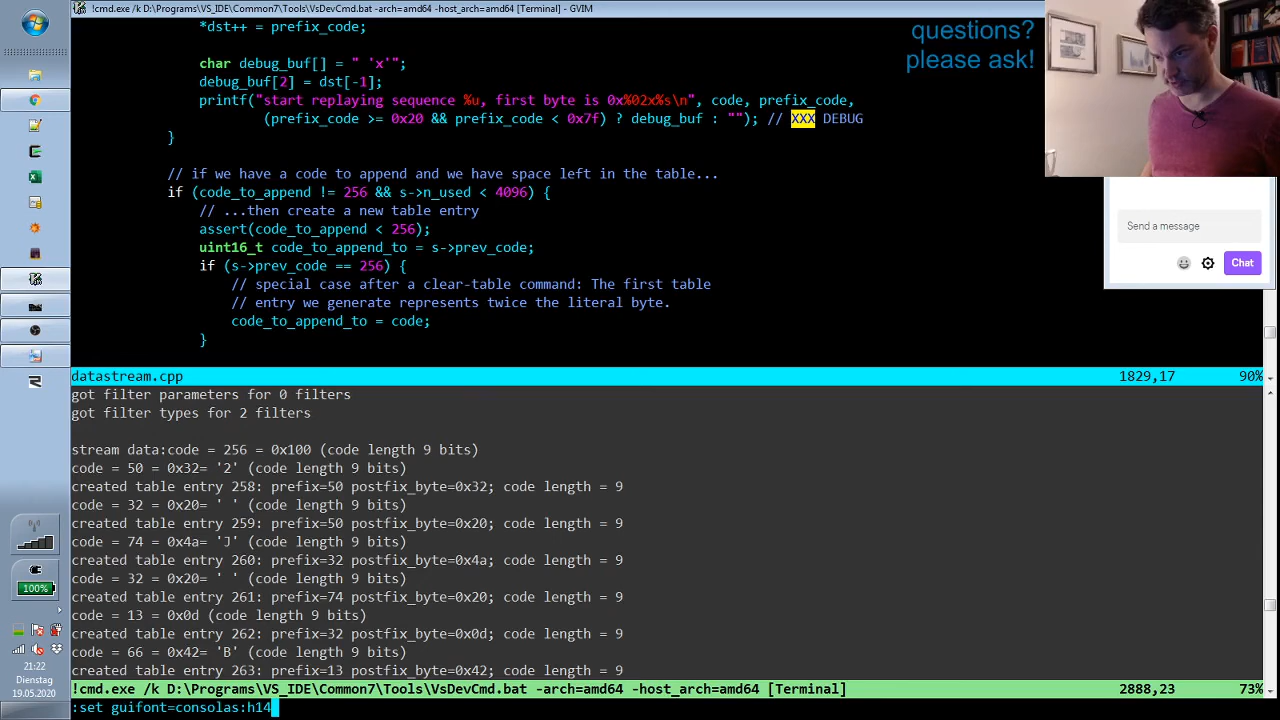 !cmd.exe /k D:\Programs\VS_IDE\Common7\Tools\VsDevCmd.bat -arch=amd64 -host_arch=amd64 [Terminal] - GVIM
*dst++ = prefix_code;
char debug_buf[] = " 'x'";
debug_buf[2] = dst[-1];
printf("start replaying sequence %u, first byte is 0x%02x%s\n", code, prefix_code,
(prefix_code >= 0x20 && prefix_code < 0x7f) ? debug_buf : ""); // XXX DEBUG
}
// if we have a code to append and we have space left in the table...
if (code_to_append != 256 && s->n_used < 4096) {
// ...then create a new table entry
assert(code_to_append < 256);
uint16_t code_to_append_to = s->prev_code;
if (s->prev_code == 256) {
// special case after a clear-table command: The first table
// entry we generate represents twice the literal byte.
code_to_append_to = code;
}
datastream.cpp 1829,17 90%
got filter parameters for 0 filters
got filter types for 2 filters
stream data:code = 256 = 0x100 (code length 9 bits)
code = 50 = 0x32= '2' (code length 9 bits)
created table entry 258: prefix=50 postfix_byte=0x32; code length = 9
code = 32 = 0x20= ' ' (code length 9 bits)
created table entry 259: prefix=50 postfix_byte=0x20; code length = 9
code = 74 = 0x4a= 'J' (code length 9 bits)
created table entry 260: prefix=32 postfix_byte=0x4a; code length = 9
code = 32 = 0x20= ' ' (code length 9 bits)
created table entry 261: prefix=74 postfix_byte=0x20; code length = 9
code = 13 = 0x0d (code length 9 bits)
created table entry 262: prefix=32 postfix_byte=0x0d; code length = 9
code = 66 = 0x42= 'B' (code length 9 bits)
created table entry 263: prefix=13 postfix_byte=0x42; code length = 9
!cmd.exe /k D:\Programs\VS_IDE\Common7\Tools\VsDevCmd.bat -arch=amd64 -host_arch=amd64 [Terminal] 2888,23 73%
:set guifont=consolas:h14
questions?
please ask!
Send a message
Chat
100%
21:22
Dienstag
19.05.2020